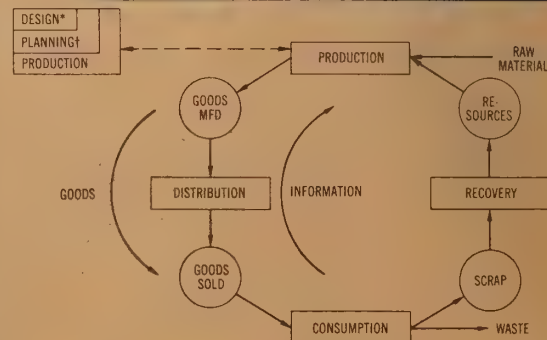 DESIGN*
PLANNING†
PRODUCTION
PRODUCTION
RAW
MATERIAL
GOODS
MFD
RE-
SOURCES
GOODS
DISTRIBUTION
INFORMATION
RECOVERY
GOODS
SOLD
SCRAP
CONSUMPTION
WASTE